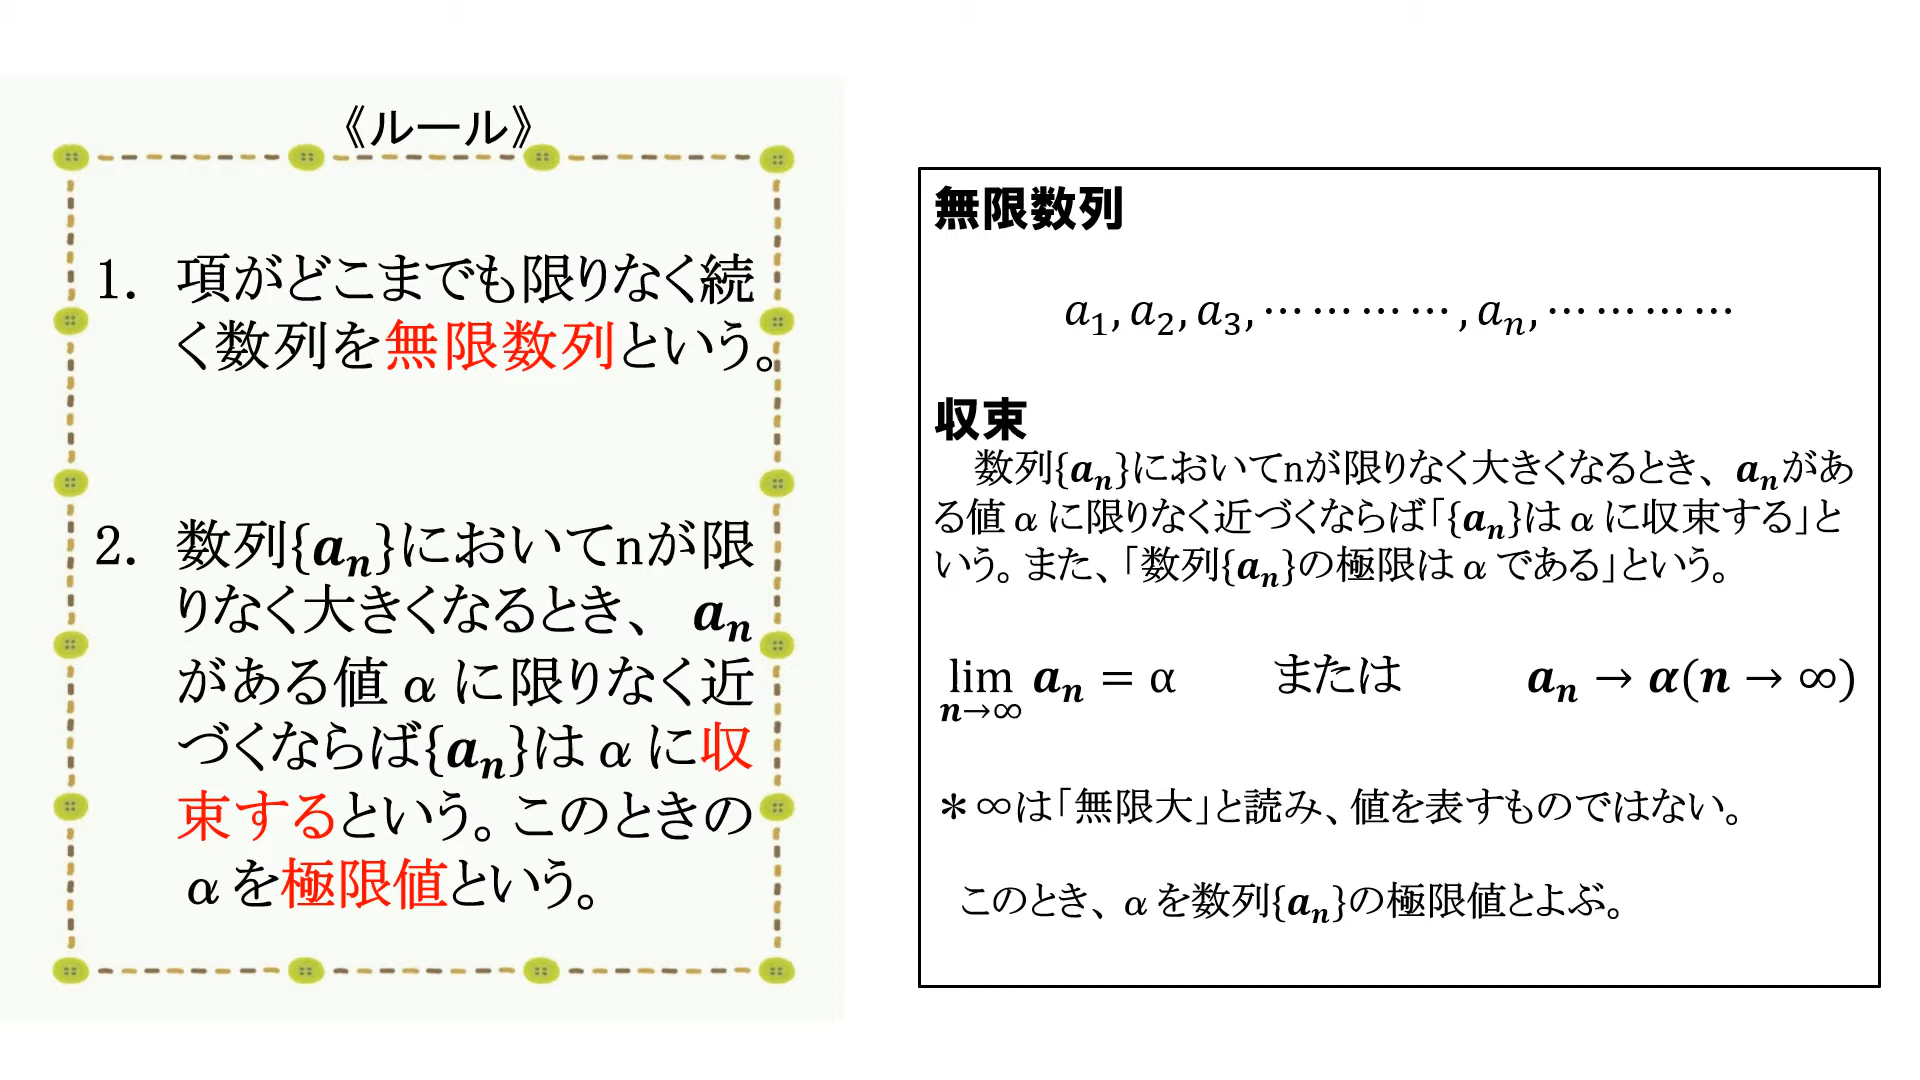 《ルール》
1. 項がどこまでも限りなく続
く数列を無限数列という。
2. 数列{aₙ}においてnが限
りなく大きくなるとき、 aₙ
がある値αに限りなく近
づくならば{aₙ}はαに収
束するという。このときの
αを極限値という。
無限数列
a₁, a₂, a₃, ⋯ ⋯ ⋯ ⋯ , aₙ, ⋯ ⋯ ⋯ ⋯
収束
数列{aₙ}においてnが限りなく大きくなるとき、 aₙがあ
る値αに限りなく近づくならば「{aₙ}はαに収束する」と
いう。また、「数列{aₙ}の極限はαである」という。
lim n→∞ aₙ = α または aₙ → α(n → ∞)
＊∞は「無限大」と読み、値を表すものではない。
このとき、αを数列{aₙ}の極限値とよぶ。